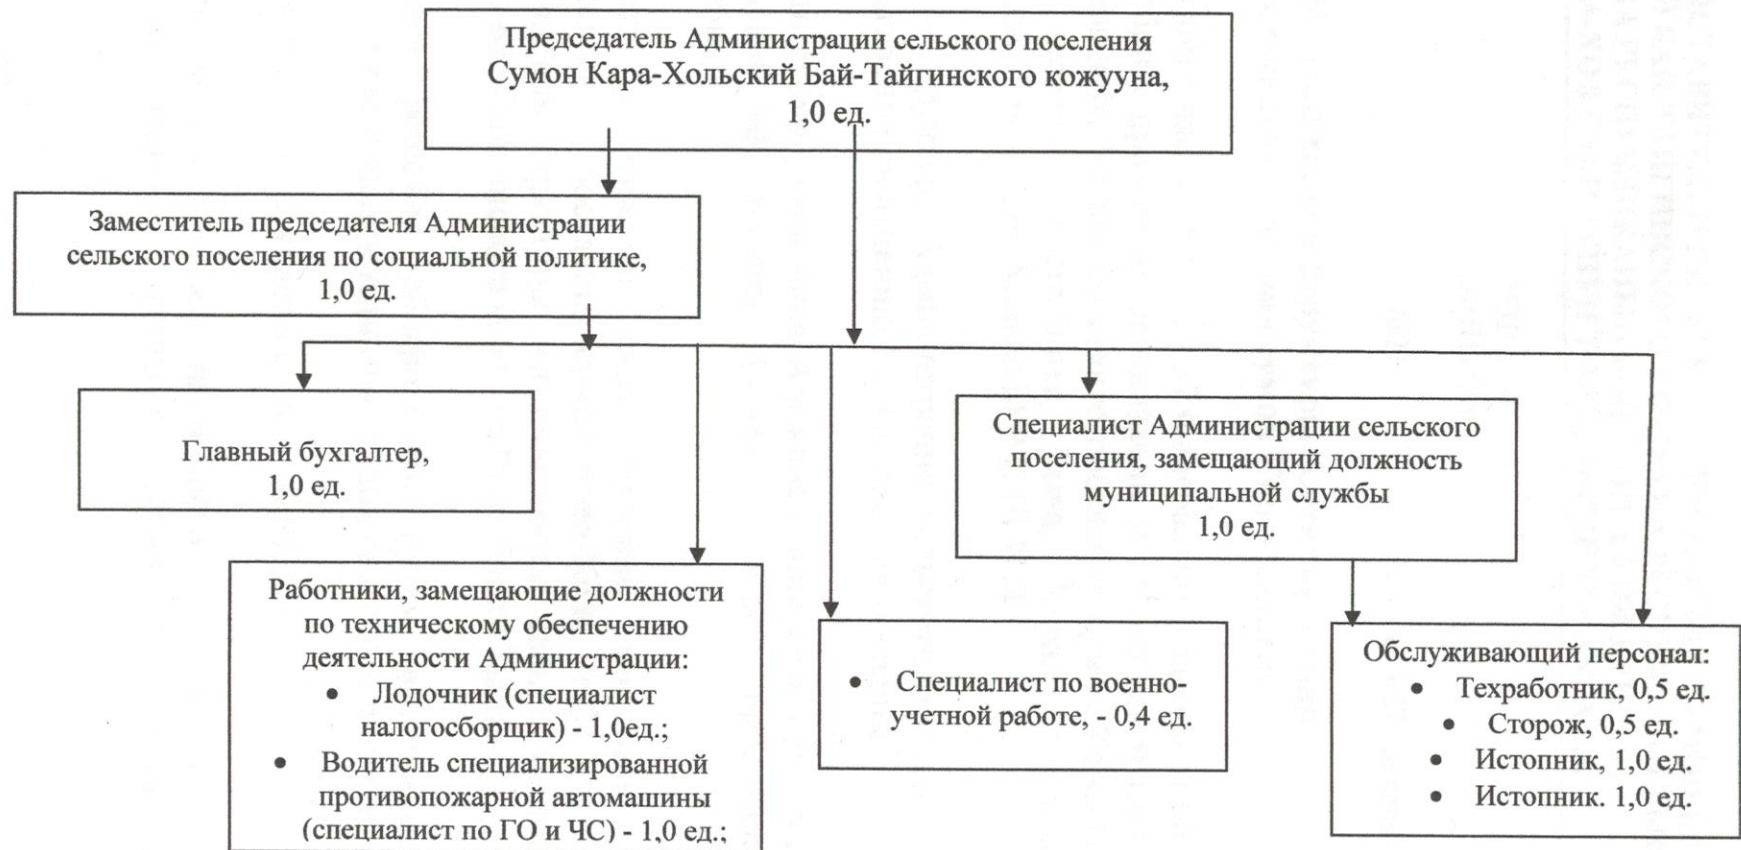 Председатель Администрации сельского поселения
Сумон Кара-Хольский Бай-Тайгинского кожууна,
1,0 ед.
Заместитель председателя Администрации
сельского поселения по социальной политике,
1,0 ед.
Главный бухгалтер,
1,0 ед.
Специалист Администрации сельского
поселения, замещающий должность
муниципальной службы
1,0 ед.
Работники, замещающие должности
по техническому обеспечению
деятельности Администрации:
• Лодочник (специалист
налогосборщик) - 1,0ед.;
• Водитель специализированной
противопожарной автомашины
(специалист по ГО и ЧС) - 1,0 ед.;
• Специалист по военно-
учетной работе, - 0,4 ед.
Обслуживающий персонал:
• Техработник, 0,5 ед.
• Сторож, 0,5 ед.
• Истопник, 1,0 ед.
• Истопник. 1,0 ед.